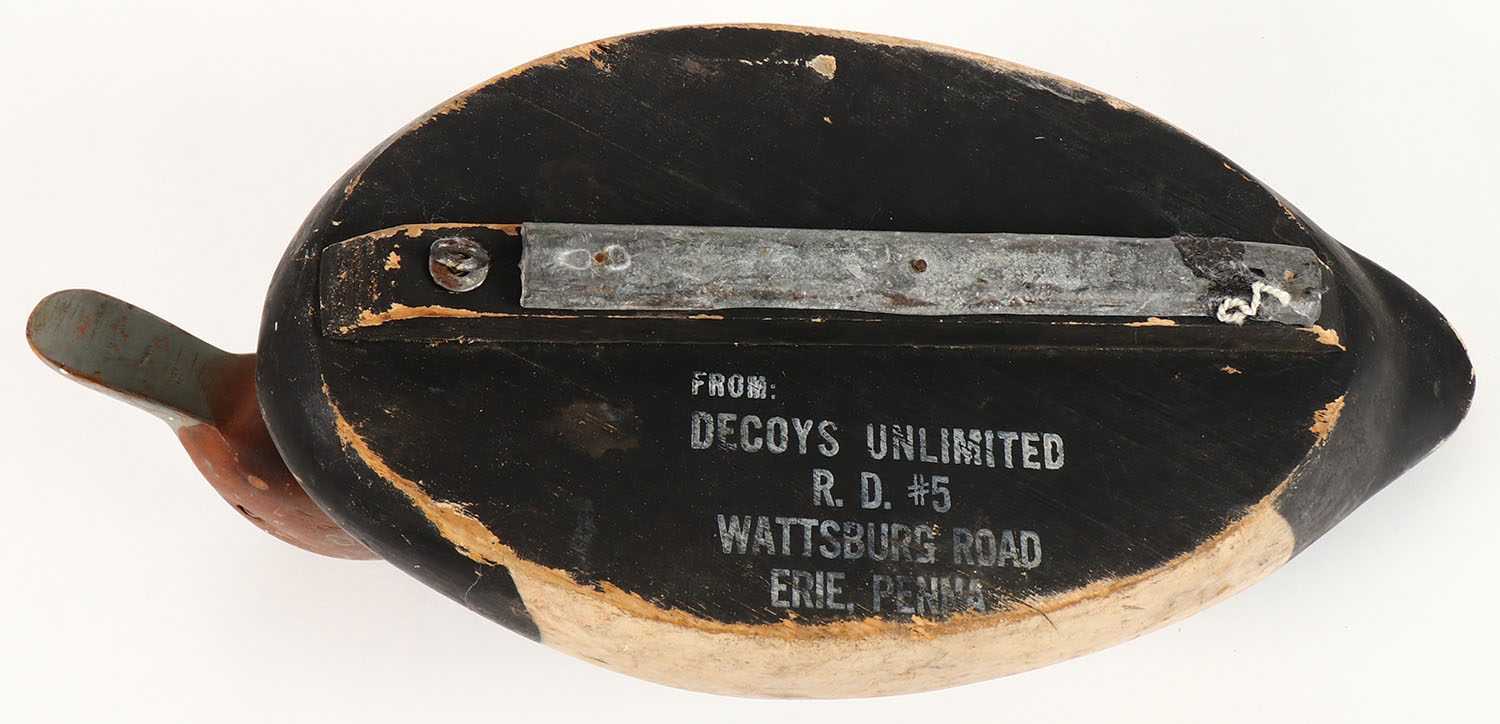 FROM:
DECOYS UNLIMITED
R. D. #5
WATTSBURG ROAD
ERIE, PENNA